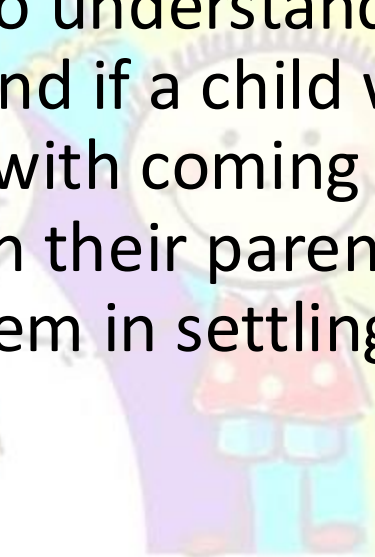 o understand
nd if a child
with coming
n their paren
em in settling